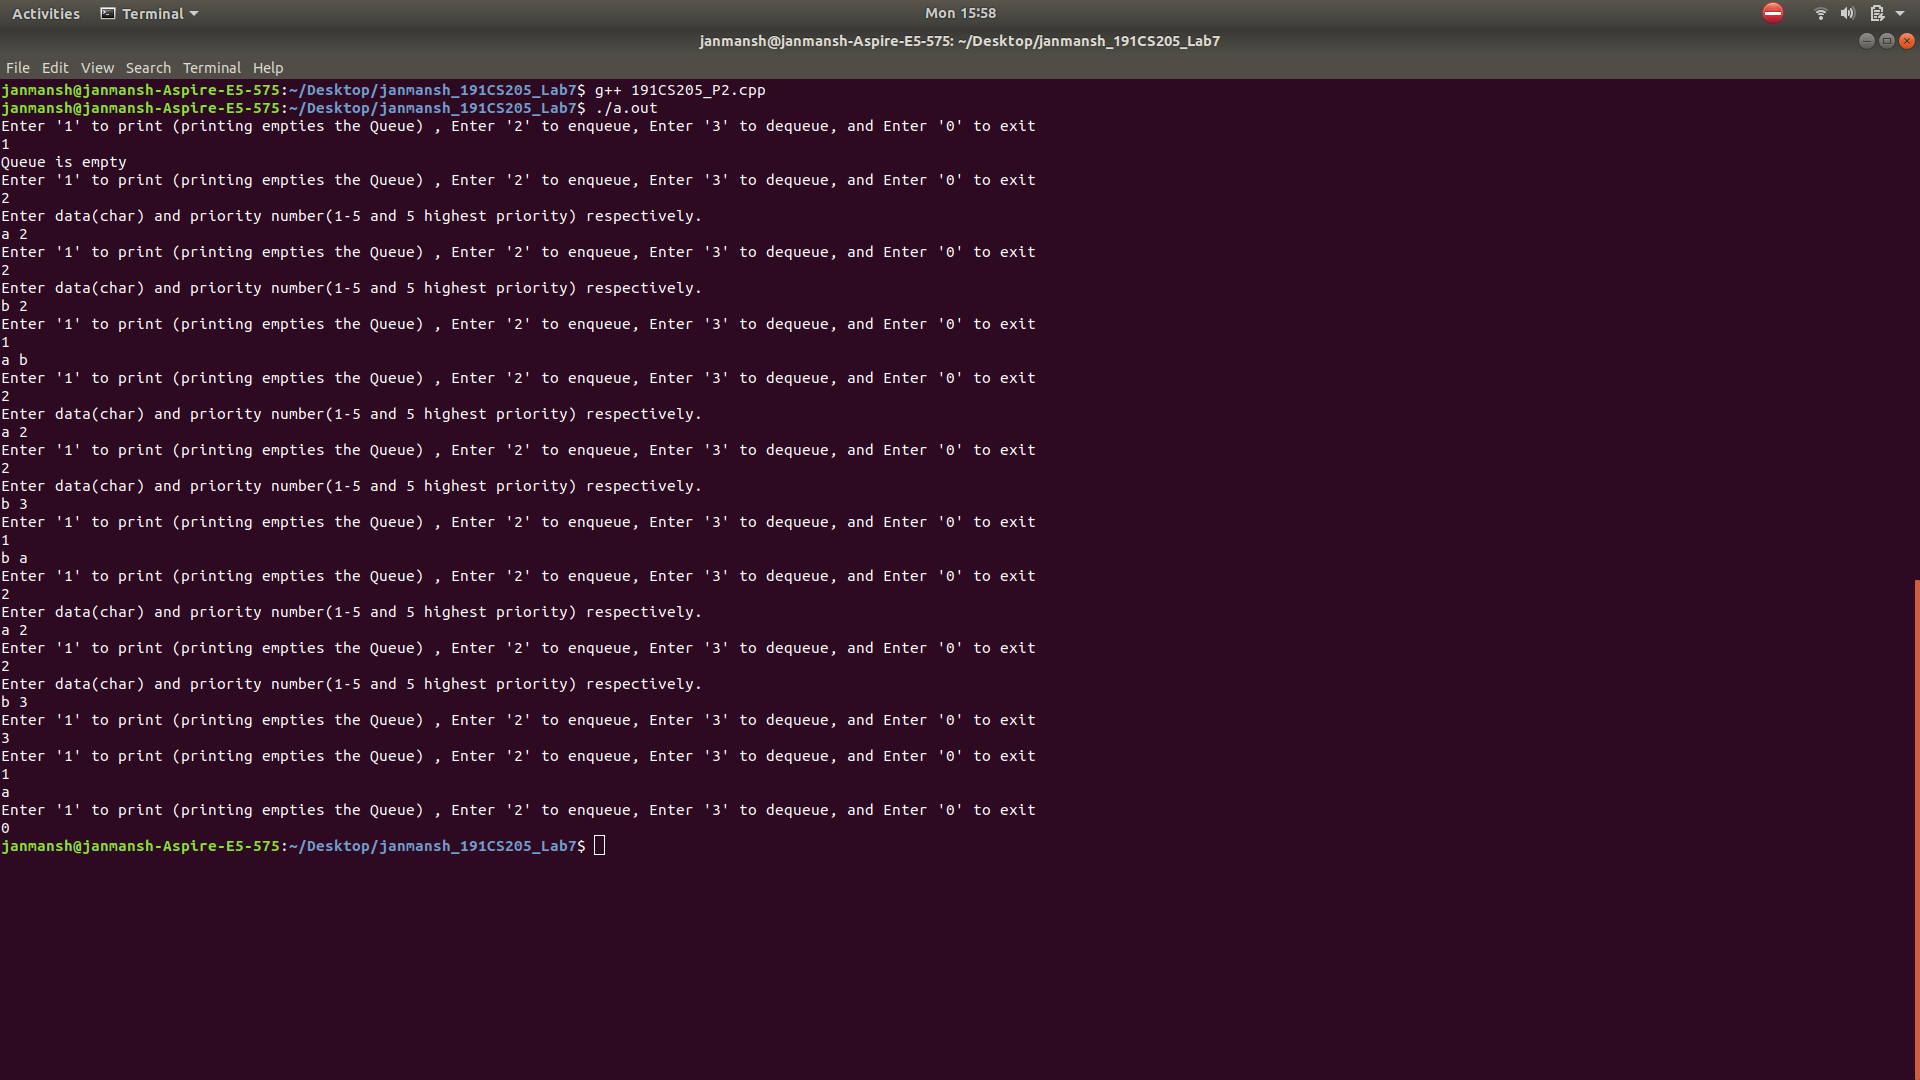 Activities Terminal Mon 15:58
janmansh@janmansh-Aspire-E5-575: ~/Desktop/janmansh_191CS205_Lab7
File Edit View Search Terminal Help
janmansh@janmansh-Aspire-E5-575:~/Desktop/janmansh_191CS205_Lab7$ g++ 191CS205_P2.cpp
janmansh@janmansh-Aspire-E5-575:~/Desktop/janmansh_191CS205_Lab7$ ./a.out
Enter '1' to print (printing empties the Queue) , Enter '2' to enqueue, Enter '3' to dequeue, and Enter '0' to exit
1
Queue is empty
Enter '1' to print (printing empties the Queue) , Enter '2' to enqueue, Enter '3' to dequeue, and Enter '0' to exit
2
Enter data(char) and priority number(1-5 and 5 highest priority) respectively.
a 2
Enter '1' to print (printing empties the Queue) , Enter '2' to enqueue, Enter '3' to dequeue, and Enter '0' to exit
2
Enter data(char) and priority number(1-5 and 5 highest priority) respectively.
b 2
Enter '1' to print (printing empties the Queue) , Enter '2' to enqueue, Enter '3' to dequeue, and Enter '0' to exit
1
a b
Enter '1' to print (printing empties the Queue) , Enter '2' to enqueue, Enter '3' to dequeue, and Enter '0' to exit
2
Enter data(char) and priority number(1-5 and 5 highest priority) respectively.
a 2
Enter '1' to print (printing empties the Queue) , Enter '2' to enqueue, Enter '3' to dequeue, and Enter '0' to exit
2
Enter data(char) and priority number(1-5 and 5 highest priority) respectively.
b 3
Enter '1' to print (printing empties the Queue) , Enter '2' to enqueue, Enter '3' to dequeue, and Enter '0' to exit
1
b a
Enter '1' to print (printing empties the Queue) , Enter '2' to enqueue, Enter '3' to dequeue, and Enter '0' to exit
2
Enter data(char) and priority number(1-5 and 5 highest priority) respectively.
a 2
Enter '1' to print (printing empties the Queue) , Enter '2' to enqueue, Enter '3' to dequeue, and Enter '0' to exit
2
Enter data(char) and priority number(1-5 and 5 highest priority) respectively.
b 3
Enter '1' to print (printing empties the Queue) , Enter '2' to enqueue, Enter '3' to dequeue, and Enter '0' to exit
3
Enter '1' to print (printing empties the Queue) , Enter '2' to enqueue, Enter '3' to dequeue, and Enter '0' to exit
1
a
Enter '1' to print (printing empties the Queue) , Enter '2' to enqueue, Enter '3' to dequeue, and Enter '0' to exit
0
janmansh@janmansh-Aspire-E5-575:~/Desktop/janmansh_191CS205_Lab7$